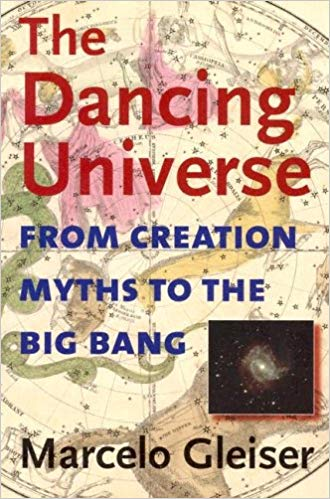 The
Dancing
Universe
FROM CREATION
MYTHS TO THE
BIG BANG
Marcelo Gleiser